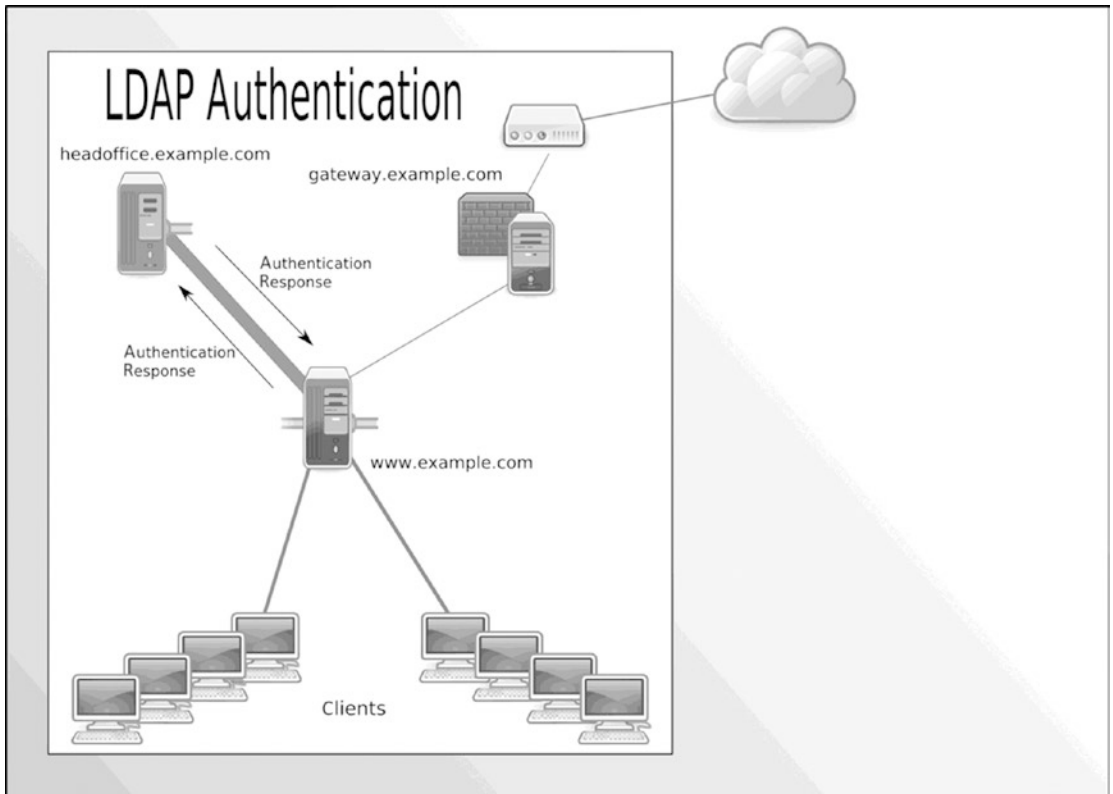 LDAP Authentication
headoffice.example.com
gateway.example.com
Authentication
Response
Authentication
Response
www.example.com
Clients